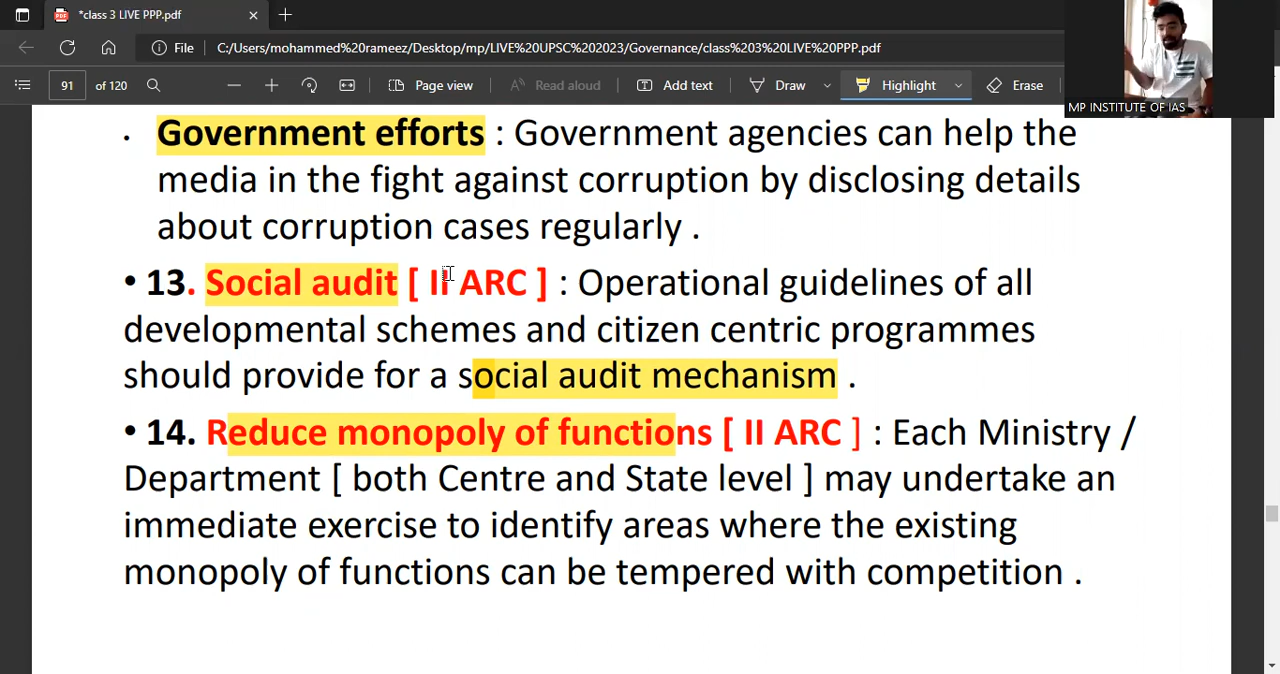 *class 3 LIVE PPP.pdf
File C:/Users/mohammed%20rameez/Desktop/mp/LIVE%20UPSC%202023/Governance/class%203%20LIVE%20PPP.pdf
91 of 120 Page view Read aloud Add text Draw Highlight Erase
MP INSTITUTE OF IAS
• Government efforts : Government agencies can help the
media in the fight against corruption by disclosing details
about corruption cases regularly .
• 13. Social audit [ II ARC ] : Operational guidelines of all
developmental schemes and citizen centric programmes
should provide for a social audit mechanism .
• 14. Reduce monopoly of functions [ II ARC ] : Each Ministry /
Department [ both Centre and State level ] may undertake an
immediate exercise to identify areas where the existing
monopoly of functions can be tempered with competition .